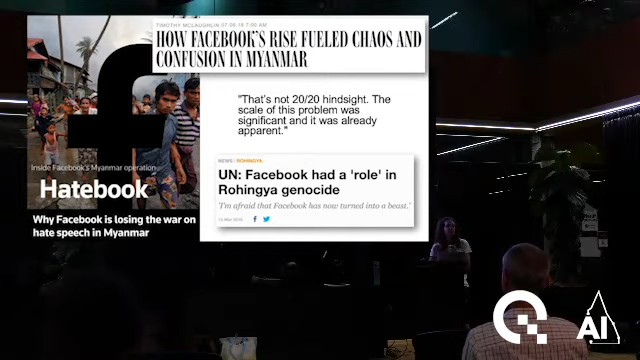 TIMOTHY MCLAUGHLIN 07.06.18 7:00 AM
HOW FACEBOOK'S RISE FUELED CHAOS AND
CONFUSION IN MYANMAR
"That's not 20/20 hindsight. The
scale of this problem was
significant and it was already
apparent."
Inside Facebook's Myanmar operation
Hatebook
Why Facebook is losing the war on
hate speech in Myanmar
NEWS / ROHINGYA
UN: Facebook had a 'role' in
Rohingya genocide
'I'm afraid that Facebook has now turned into a beast.'
AI